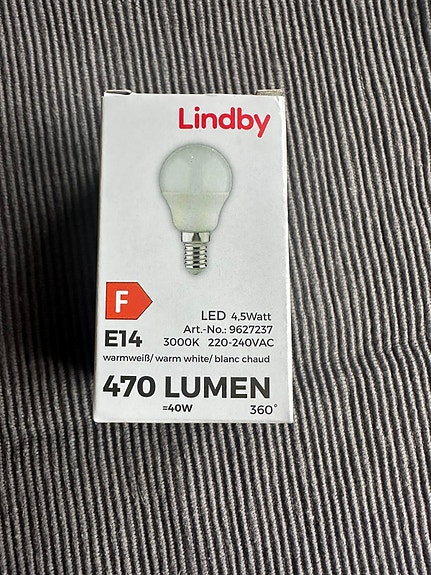 Lindby
F
LED 4,5Watt
Art.-No.: 9627237
E14 3000K 220-240VAC
warmweiß/ warm white/ blanc chaud
470 LUMEN
=40W 360°